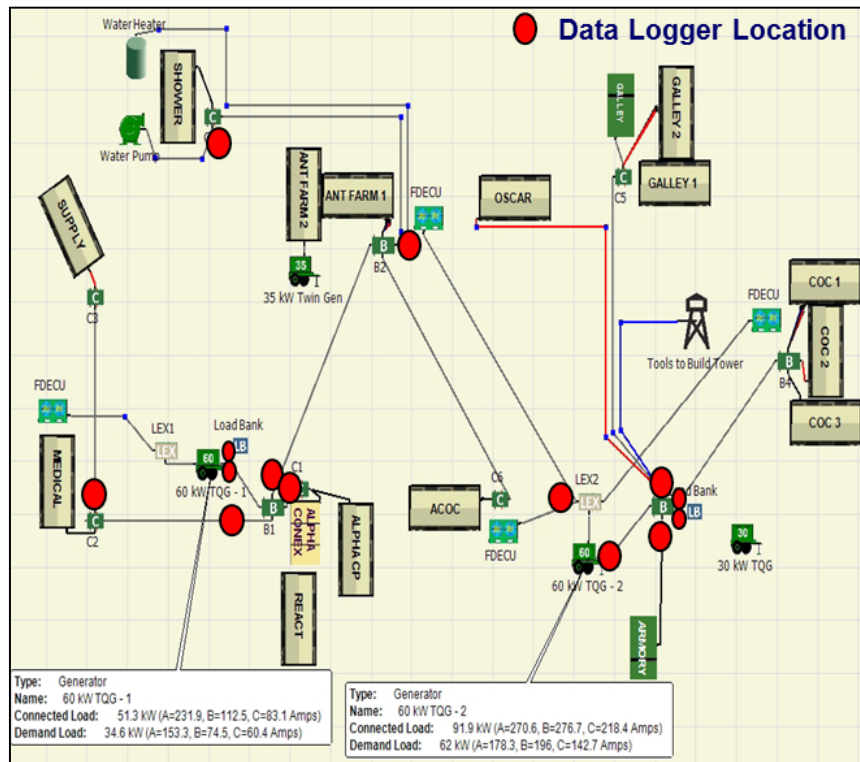 Data Logger Location
Water Heater
SHOWER
C
Water Pump
GALLEY
GALLEY 2
C
C5
GALLEY 1
ANT FARM 2
ANT FARM 1
FDECU
OSCAR
SUPPLY
B
B2
35
35 kW Twin Gen
C
C3
FDECU
COC 1
COC 2
COC 3
B
B4
Tools to Build Tower
FDECU
LEX1
LEX
Load Bank
LB
60
60 kW TQG - 1
MEDICAL
C
C2
B
B1
C1
ALPHA
CONEX
ALPHA CP
REACT
C6
C
ACOC
FDECU
LEX2
LEX
60
60 kW TQG - 2
B
Bank
LB
30
30 kW TQG
ARMORY
Type: Generator
Name: 60 kW TQG - 1
Connected Load: 51.3 kW (A=231.9, B=112.5, C=83.1 Amps)
Demand Load: 34.6 kW (A=153.3, B=74.5, C=60.4 Amps)
Type: Generator
Name: 60 kW TQG - 2
Connected Load: 91.9 kW (A=270.6, B=276.7, C=218.4 Amps)
Demand Load: 62 kW (A=178.3, B=196, C=142.7 Amps)